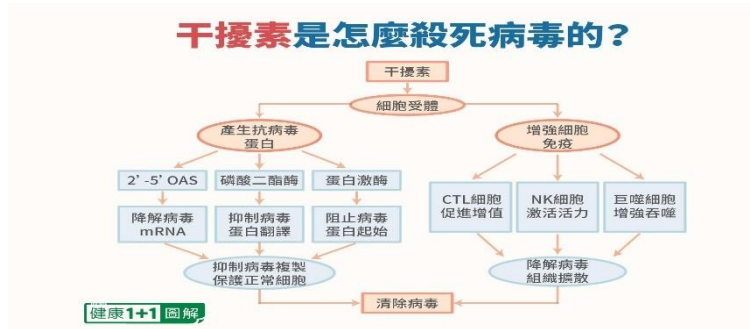 干擾素是怎麼殺死病毒的?
干擾素
細胞受體
產生抗病毒
蛋白
增強細胞
免疫
2'-5' OAS
磷酸二酯酶
蛋白激酶
CTL細胞
促進增值
NK細胞
激活活力
巨噬細胞
增強吞噬
降解病毒
mRNA
抑制病毒
蛋白翻譯
阻止病毒
蛋白起始
抑制病毒複製
保護正常細胞
降解病毒
組織擴散
清除病毒
健康1+1 圖解